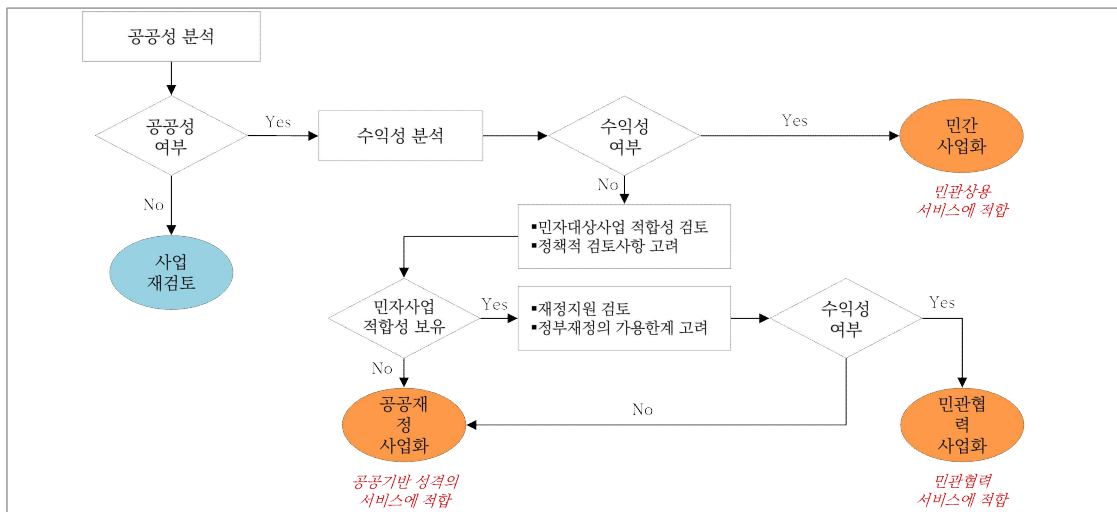 공공성 분석
공공성
여부
Yes
수익성 분석
수익성
여부
Yes
민간
사업화
민관상용
서비스에 적합
No
No
사업
재검토
▪민자대상사업 적합성 검토
▪정책적 검토사항 고려
민자사업
적합성 보유
Yes
▪재정지원 검토
▪정부재정의 가용한계 고려
수익성
여부
Yes
No
No
공공재
정
사업화
공공기반 성격의
서비스에 적합
민관협
력
사업화
민관협력
서비스에 적합